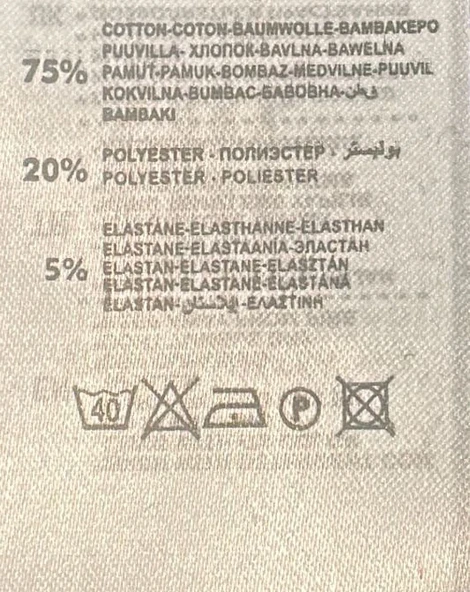 COTTON-COTON-BAUMWOLLE-BAMBAKEPO
PUUVILLA- ХЛОПОК-BAVLNA-BAWEŁNA
75% PAMUT-PAMUK-BOMBAZ-MEDVILNE-PUUVIL
KOKVILNA-BUMBAC-БАВОВНА-قطن
BAMBAKI
20% POLYESTER · ПОЛИЭСТЕР · بوليستر
POLYESTER · POLIESTER
ELASTANE-ELASTHANNE-ELASTHAN
ELASTANE-ELASTAANIA-ЭЛАСТАН
5% ELASTAN-ELASTANE-ELASZTÁN
ELASTAN-ELASTANE-ELASTĀNA
ELASTAN-إيلاستان-ΕΛΑΣΤΙΝΗ
40 P